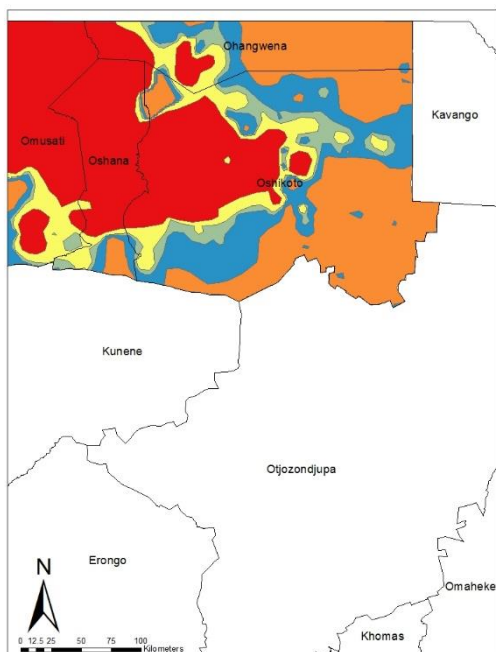 Ohangwena
Kavango
Omusati
Oshana
Oshikoto
Kunene
Otjozondjupa
Erongo
Omaheke
Khomas
N
0 12.5 25 50 75 100
Kilometers